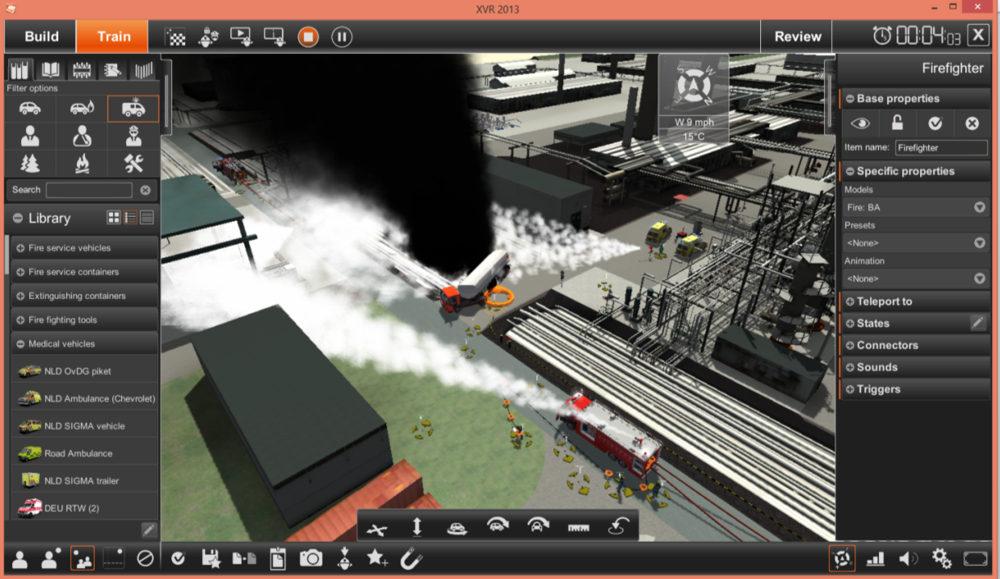 XVR 2013
Build
Train
Review
00:04:03
X
Filter options
Search
Library
Fire service vehicles
Fire service containers
Extinguishing containers
Fire fighting tools
Medical vehicles
NLD OvDG piket
NLD Ambulance (Chevrolet)
NLD SIGMA vehicle
Road Ambulance
NLD SIGMA trailer
DEU RTW (2)
S W
N
W 9 mph
15°C
Firefighter
Base properties
Item name: Firefighter
Specific properties
Models
Fire: BA
Presets
<None>
Animation
<None>
Teleport to
States
Connectors
Sounds
Triggers